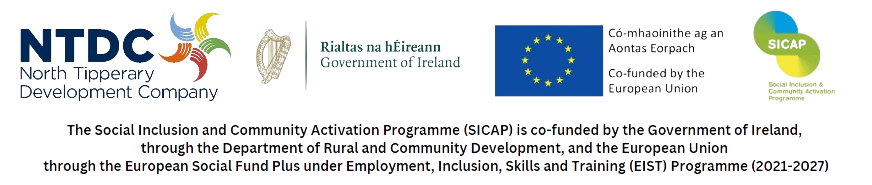 NTDC
North Tipperary
Development Company
Rialtas na hÉireann
Government of Ireland
Có-mhaoinithe ag an
Aontas Eorpach
Co-funded by the
European Union
SICAP
Social Inclusion &
Community Activation
Programme
The Social Inclusion and Community Activation Programme (SICAP) is co-funded by the Government of Ireland,
through the Department of Rural and Community Development, and the European Union
through the European Social Fund Plus under Employment, Inclusion, Skills and Training (EIST) Programme (2021-2027)